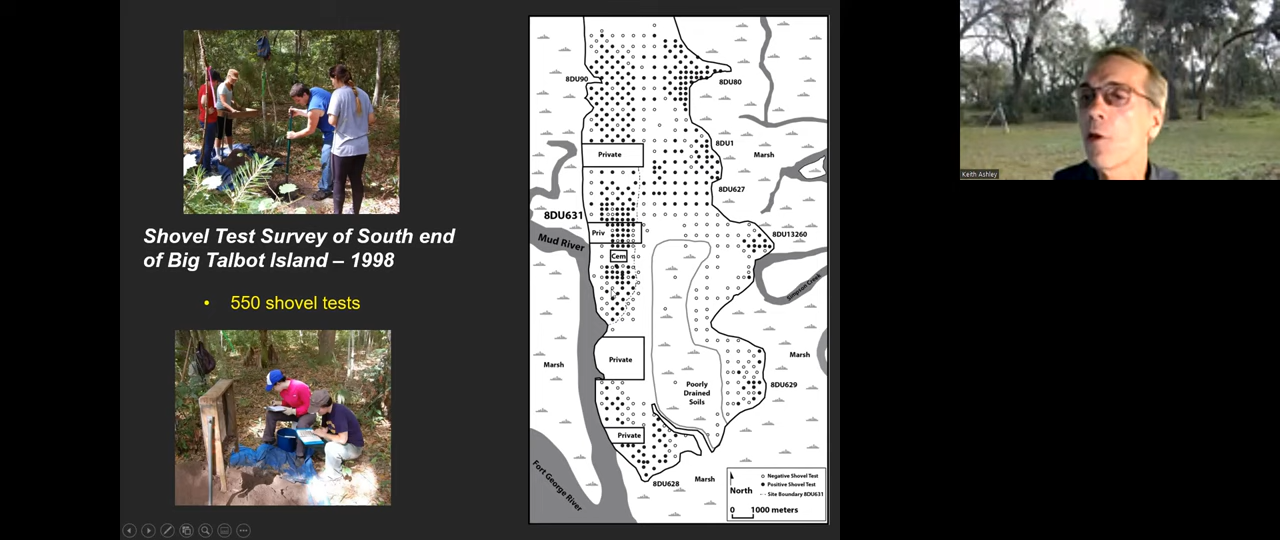 Shovel Test Survey of South end
of Big Talbot Island – 1998
• 550 shovel tests
8DU90
8DU80
Private
8DU1
Marsh
8DU627
8DU631
Priv
Mud River
Cem
8DU13260
Simpson Creek
Marsh
Private
Marsh
Poorly
Drained
Soils
8DU629
Private
8DU628
Marsh
Fort George River
North
0 1000 meters
Negative Shovel Test
Positive Shovel Test
Site Boundary 8DU631
Keith Ashley